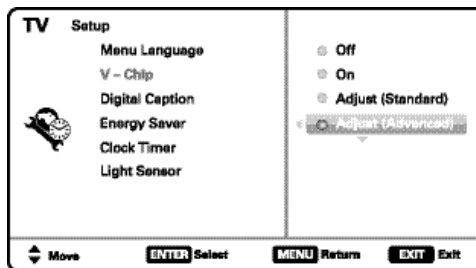 TV Setup
Menu Language
V - Chip
Digital Caption
Energy Saver
Clock Timer
Light Sensor
Off
On
Adjust (Standard)
Adjust (Advanced)
Move ENTER Select MENU Return EXIT Exit